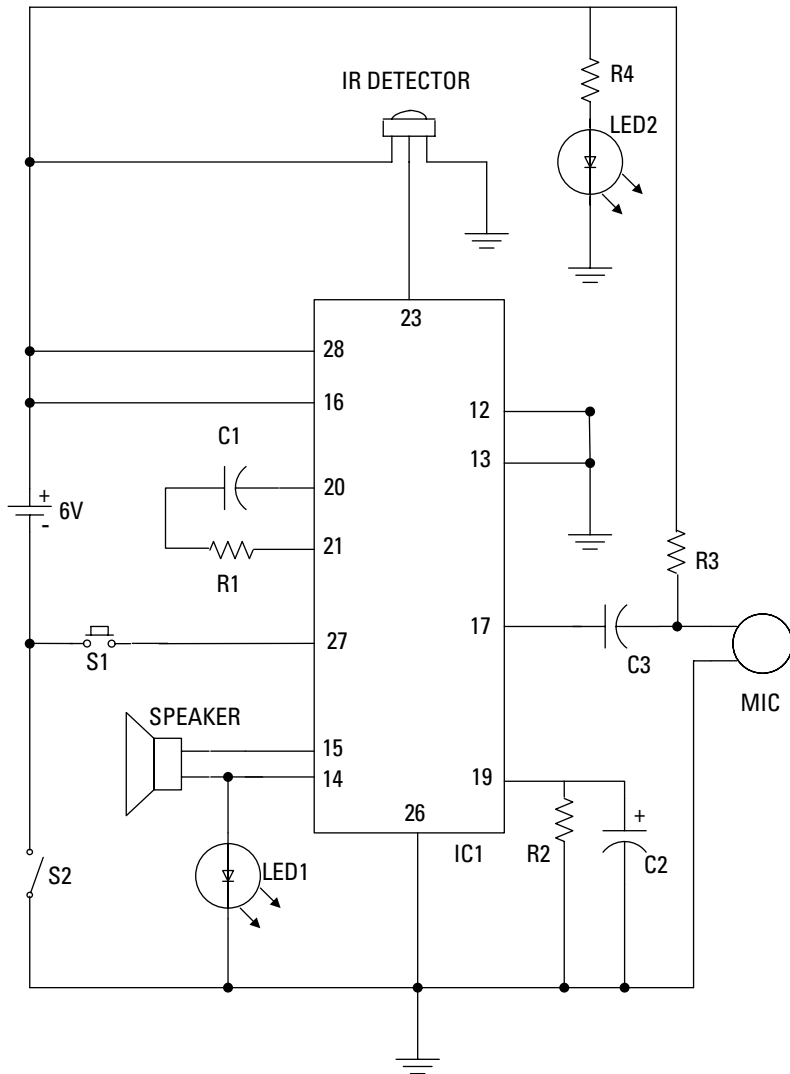 R4
IR DETECTOR
LED2
23
28
16
12
C1
13
20
+
6V
-
21
R1
R3
17
27
S1
C3
MIC
SPEAKER
15
14
19
26
+
IC1
R2
C2
LED1
S2